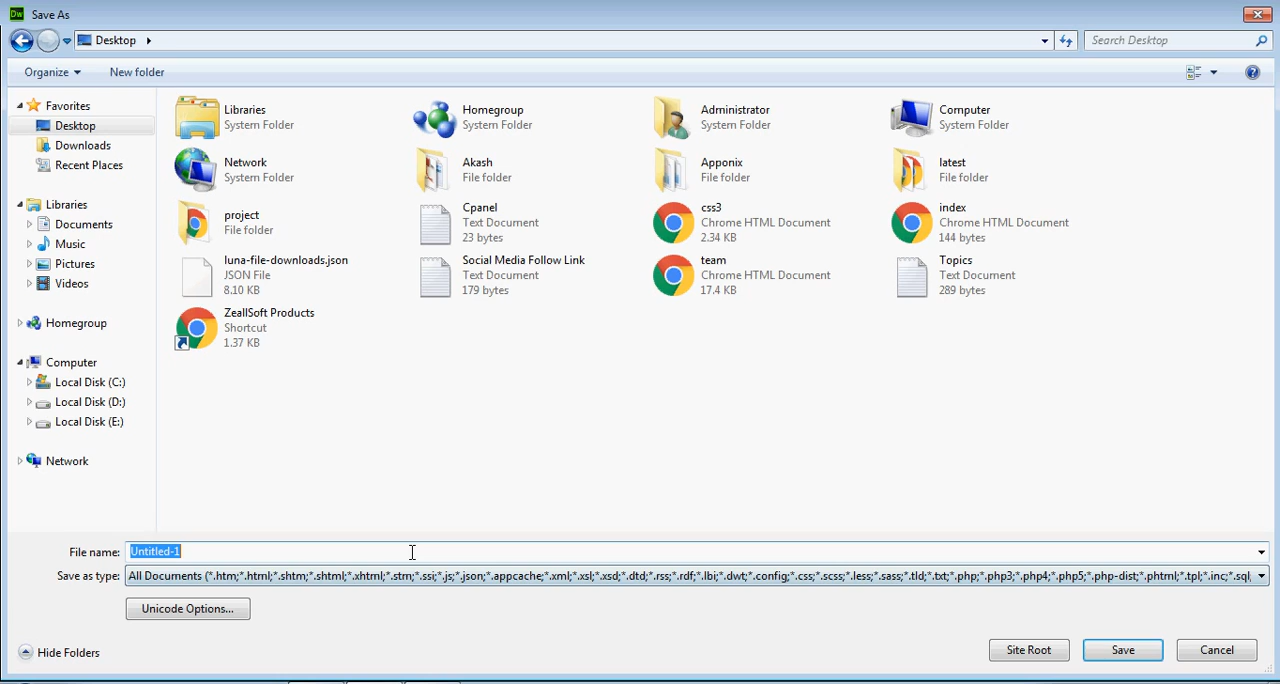 Dw Save As
Desktop
Search Desktop
Organize
New folder
Favorites
Desktop
Downloads
Recent Places
Libraries
Documents
Music
Pictures
Videos
Homegroup
Computer
Local Disk (C:)
Local Disk (D:)
Local Disk (E:)
Network
Libraries
System Folder
Homegroup
System Folder
Administrator
System Folder
Computer
System Folder
Network
System Folder
Akash
File folder
Apponix
File folder
latest
File folder
project
File folder
Cpanel
Text Document
23 bytes
css3
Chrome HTML Document
2.34 KB
index
Chrome HTML Document
144 bytes
luna-file-downloads.json
JSON File
8.10 KB
Social Media Follow Link
Text Document
179 bytes
team
Chrome HTML Document
17.4 KB
Topics
Text Document
289 bytes
ZeallSoft Products
Shortcut
1.37 KB
File name: Untitled-1
Save as type: All Documents (*.htm;*.html;*.shtm;*.shtml;*.xhtml;*.stm;*.ssi;*.js;*.json;*.appcache;*.xml;*.xsl;*.xsd;*.dtd;*.rss;*.rdf;*.lbi;*.dwt;*.config;*.css;*.scss;*.less;*.sass;*.tld;*.txt;*.php;*.php3;*.php4;*.php5;*.php-dist;*.phtml;*.tpl;*.inc;*.sql,
Unicode Options...
Hide Folders
Site Root
Save
Cancel